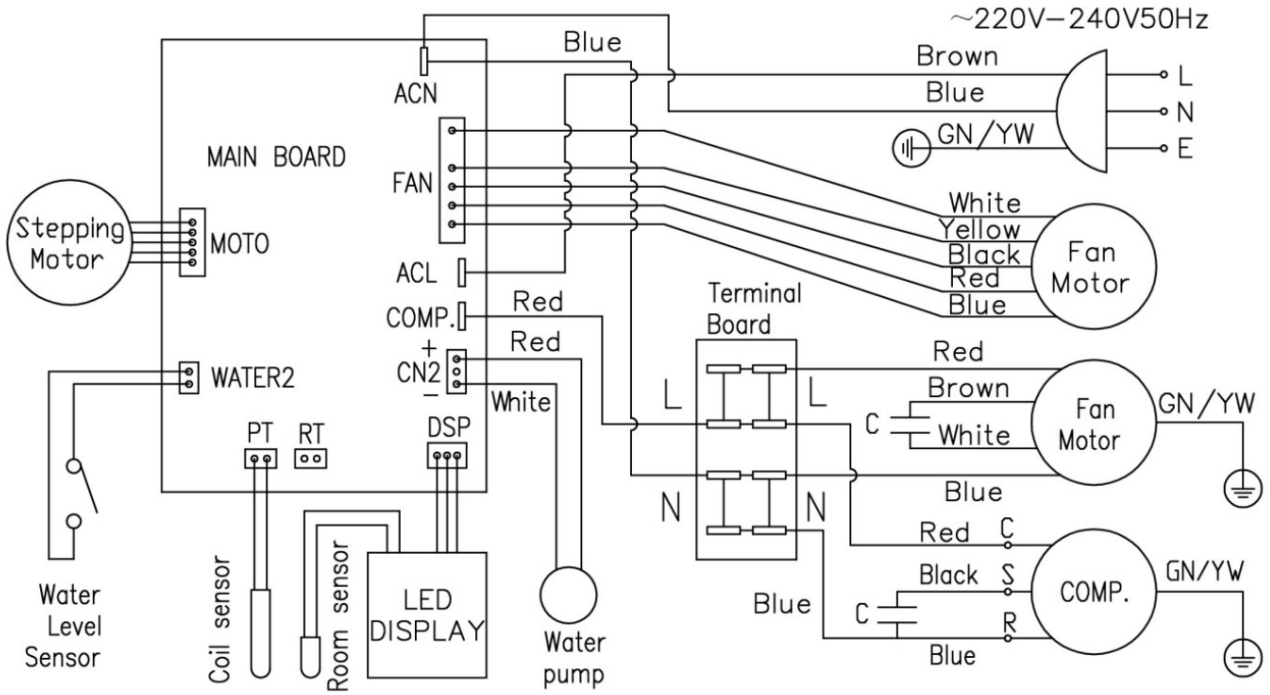 ~220V-240V50Hz
Blue
Brown
L
ACN
Blue
N
GN/YW
E
MAIN BOARD
FAN
White
Stepping
Motor
MOTO
Yellow
Black
Red
Blue
Fan
Motor
ACL
COMP.
Red
Terminal
Board
+
CN2
-
Red
White
WATER2
L
L
Red
Brown
C
White
Fan
Motor
GN/YW
Blue
PT
RT
DSP
N
N
Red
C
Black
S
C
R
Blue
Blue
COMP.
GN/YW
Water
Level
Sensor
Coil sensor
Room sensor
LED
DISPLAY
Water
pump